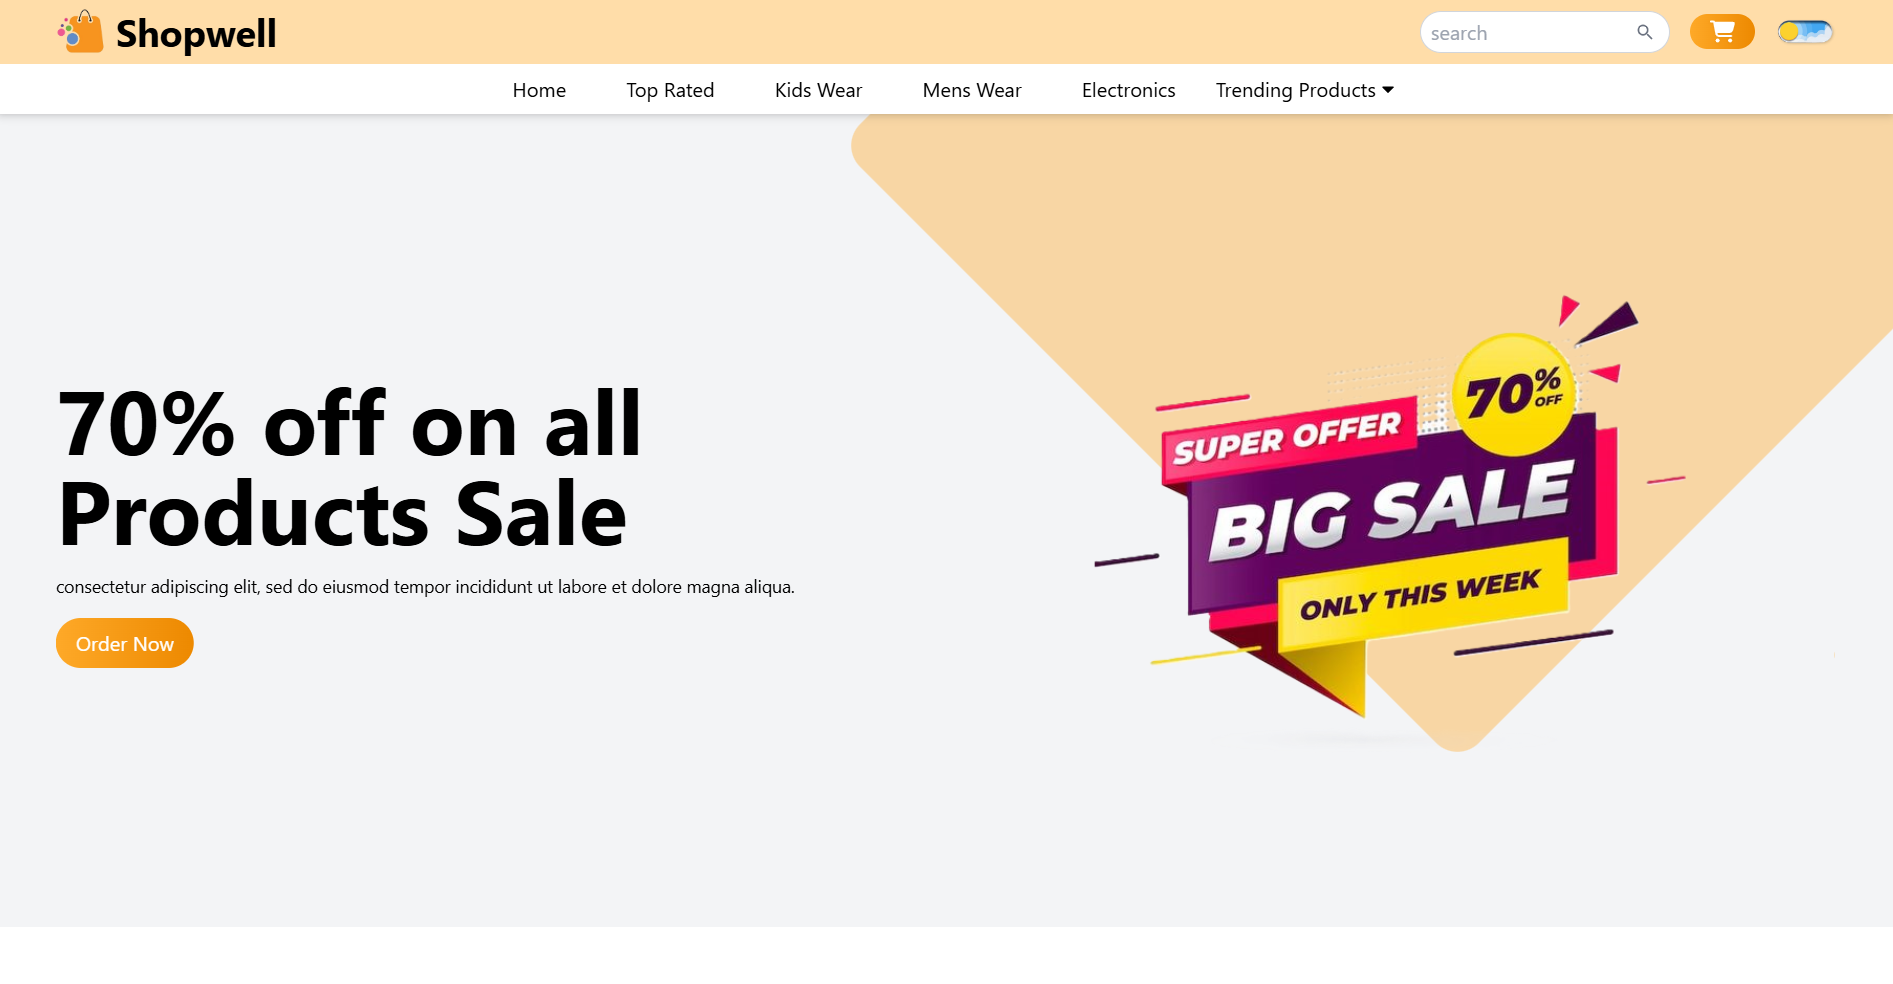 Shopwell
search
Home
Top Rated
Kids Wear
Mens Wear
Electronics
Trending Products
70% off on all
Products Sale
consectetur adipiscing elit, sed do eiusmod tempor incididunt ut labore et dolore magna aliqua.
Order Now
70%
OFF
SUPER OFFER
BIG SALE
ONLY THIS WEEK